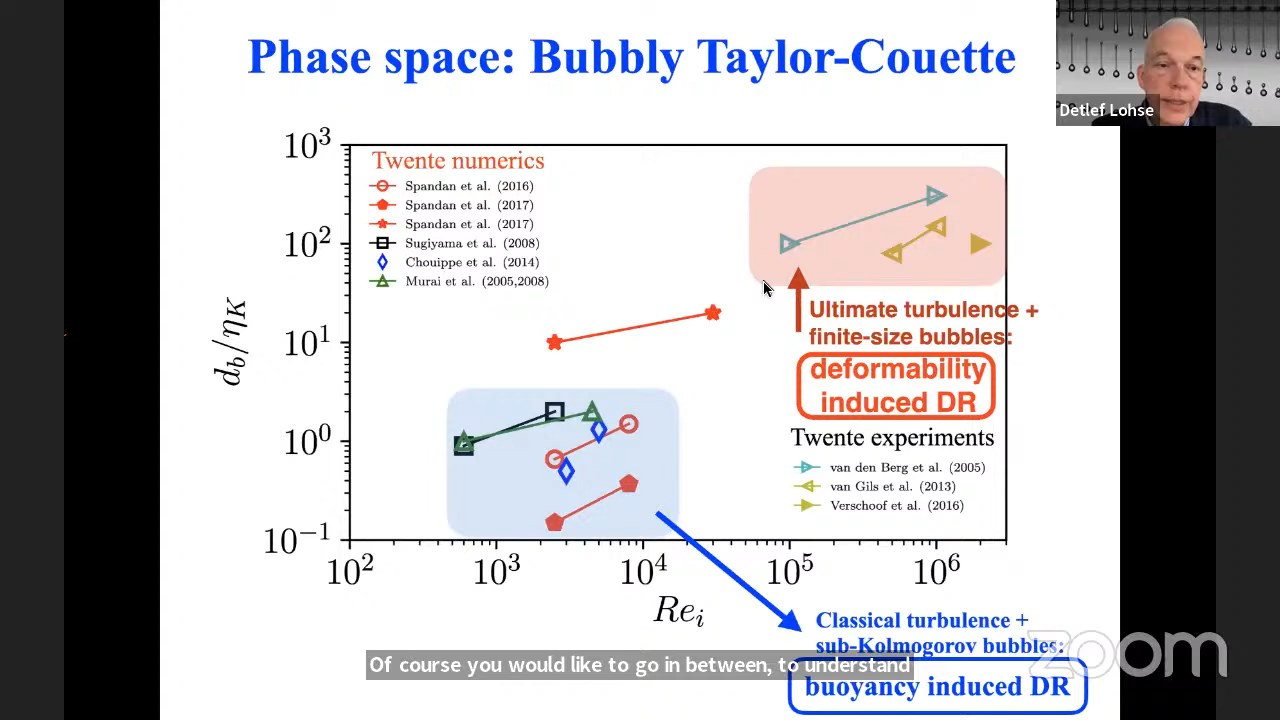 Phase space: Bubbly Taylor-Couette
Detlef Lohse
10³
10²
10¹
10⁰
10⁻¹
d_b/η_K
Twente numerics
Spandan et al. (2016)
Spandan et al. (2017)
Spandan et al. (2017)
Sugiyama et al. (2008)
Chouippe et al. (2014)
Murai et al. (2005,2008)
Ultimate turbulence +
finite-size bubbles:
deformability
induced DR
Twente experiments
van den Berg et al. (2005)
van Gils et al. (2013)
Verschoof et al. (2016)
10² 10³ 10⁴ 10⁵ 10⁶
Re_i
Classical turbulence +
sub-Kolmogorov bubbles:
buoyancy induced DR
Of course you would like to go in between, to understand
zoom